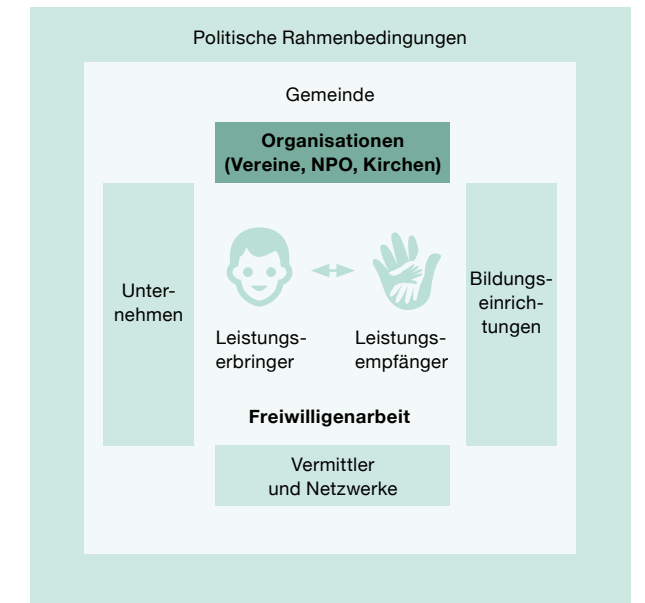 Politische Rahmenbedingungen
Gemeinde
Organisationen
(Vereine, NPO, Kirchen)
Unter-
nehmen
Leistungs-
erbringer
Leistungs-
empfänger
Bildungs-
einrich-
tungen
Freiwilligenarbeit
Vermittler
und Netzwerke